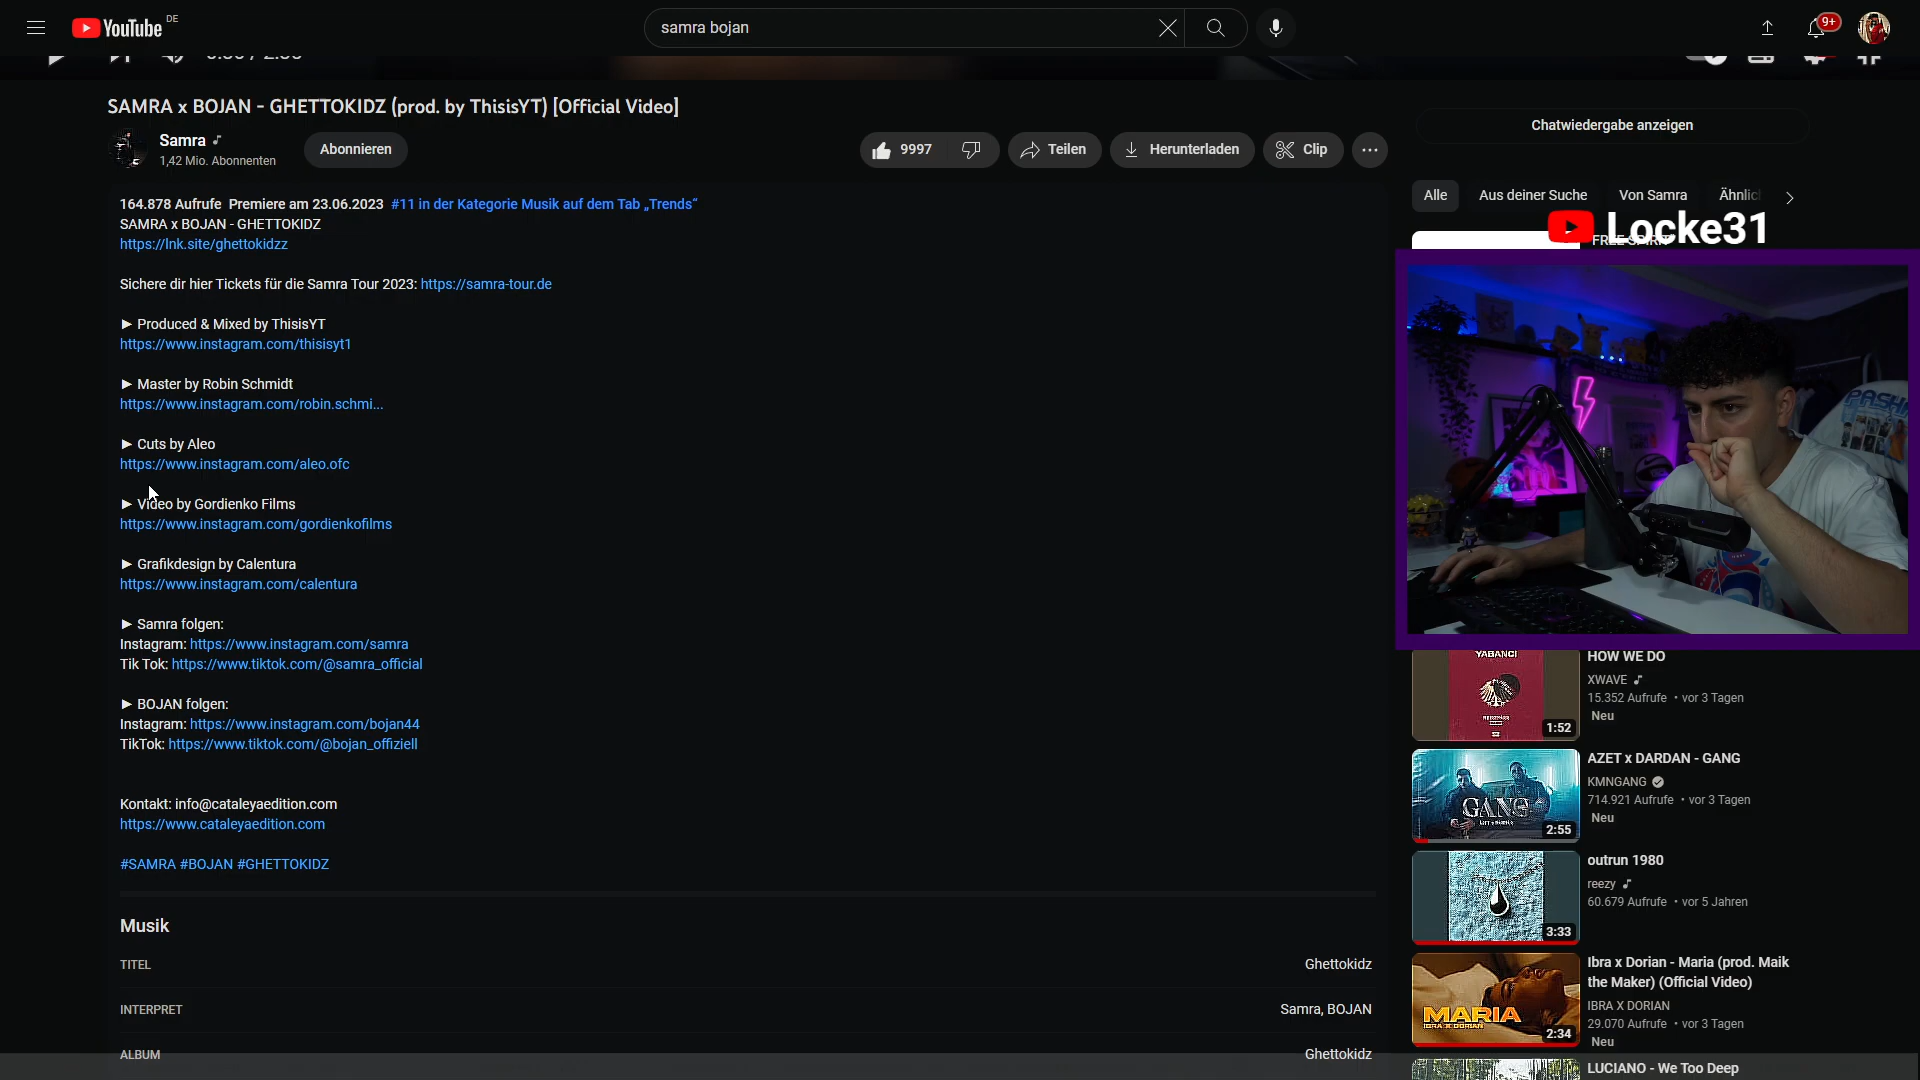 YouTube DE
samra bojan
9+
SAMRA x BOJAN - GHETTOKIDZ (prod. by ThisisYT) [Official Video]
Samra
1,42 Mio. Abonnenten
Abonnieren
9997
Teilen
Herunterladen
Clip
164.878 Aufrufe Premiere am 23.06.2023 #11 in der Kategorie Musik auf dem Tab „Trends“
SAMRA x BOJAN - GHETTOKIDZ
https://lnk.site/ghettokidzz
Sichere dir hier Tickets für die Samra Tour 2023: https://samra-tour.de
► Produced & Mixed by ThisisYT
https://www.instagram.com/thisisyt1
► Master by Robin Schmidt
https://www.instagram.com/robin.schmi...
► Cuts by Aleo
https://www.instagram.com/aleo.ofc
► Video by Gordienko Films
https://www.instagram.com/gordienkofilms
► Grafikdesign by Calentura
https://www.instagram.com/calentura
► Samra folgen:
Instagram: https://www.instagram.com/samra
Tik Tok: https://www.tiktok.com/@samra_official
► BOJAN folgen:
Instagram: https://www.instagram.com/bojan44
TikTok: https://www.tiktok.com/@bojan_offiziell
Kontakt: info@cataleyaedition.com
https://www.cataleyaedition.com
#SAMRA #BOJAN #GHETTOKIDZ
Musik
TITEL
Ghettokidz
INTERPRET
Samra, BOJAN
ALBUM
Ghettokidz
Chatwiedergabe anzeigen
Alle
Aus deiner Suche
Von Samra
Ähnlic
Locke31
FREE SPIRIT
PASHA
YABANCI
1:52
HOW WE DO
XWAVE
15.352 Aufrufe • vor 3 Tagen
Neu
GANG
2:55
AZET x DARDAN - GANG
KMNGANG
714.921 Aufrufe • vor 3 Tagen
Neu
3:33
outrun 1980
reezy
60.679 Aufrufe • vor 5 Jahren
MARIA
IBRA X DORIAN
2:34
Ibra x Dorian - Maria (prod. Maik
the Maker) (Official Video)
IBRA X DORIAN
29.070 Aufrufe • vor 3 Tagen
Neu
LUCIANO - We Too Deep